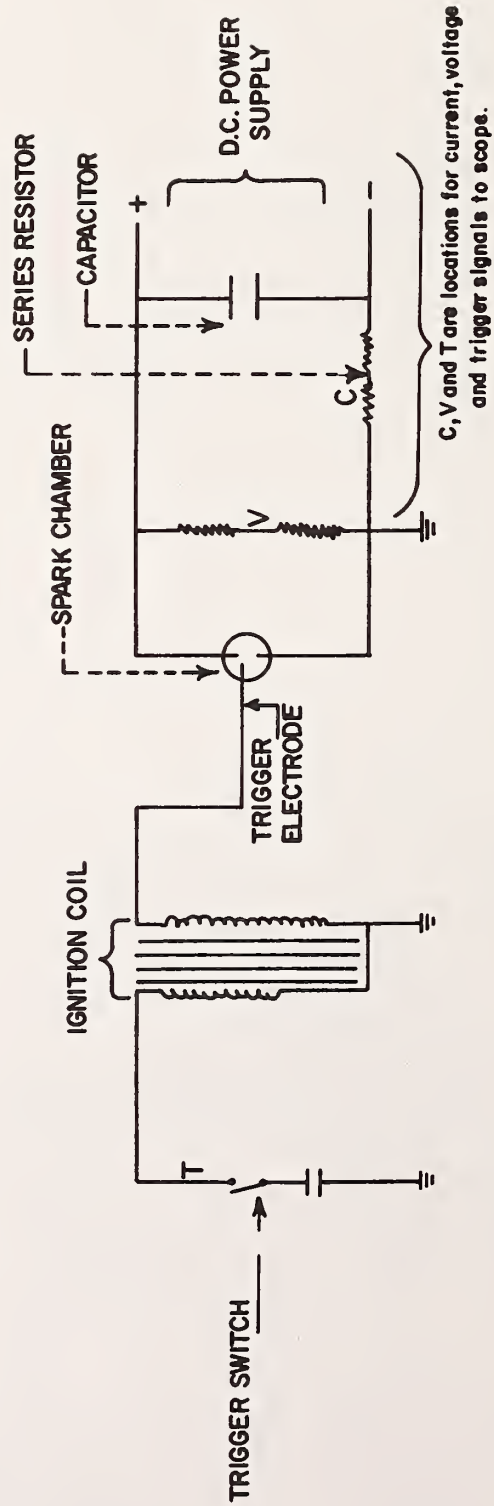 TRIGGER SWITCH
T
IGNITION COIL
TRIGGER
ELECTRODE
SPARK CHAMBER
SERIES RESISTOR
CAPACITOR
V
C
+
-
D.C. POWER
SUPPLY
C, V and T are locations for current, voltage
and trigger signals to scope.